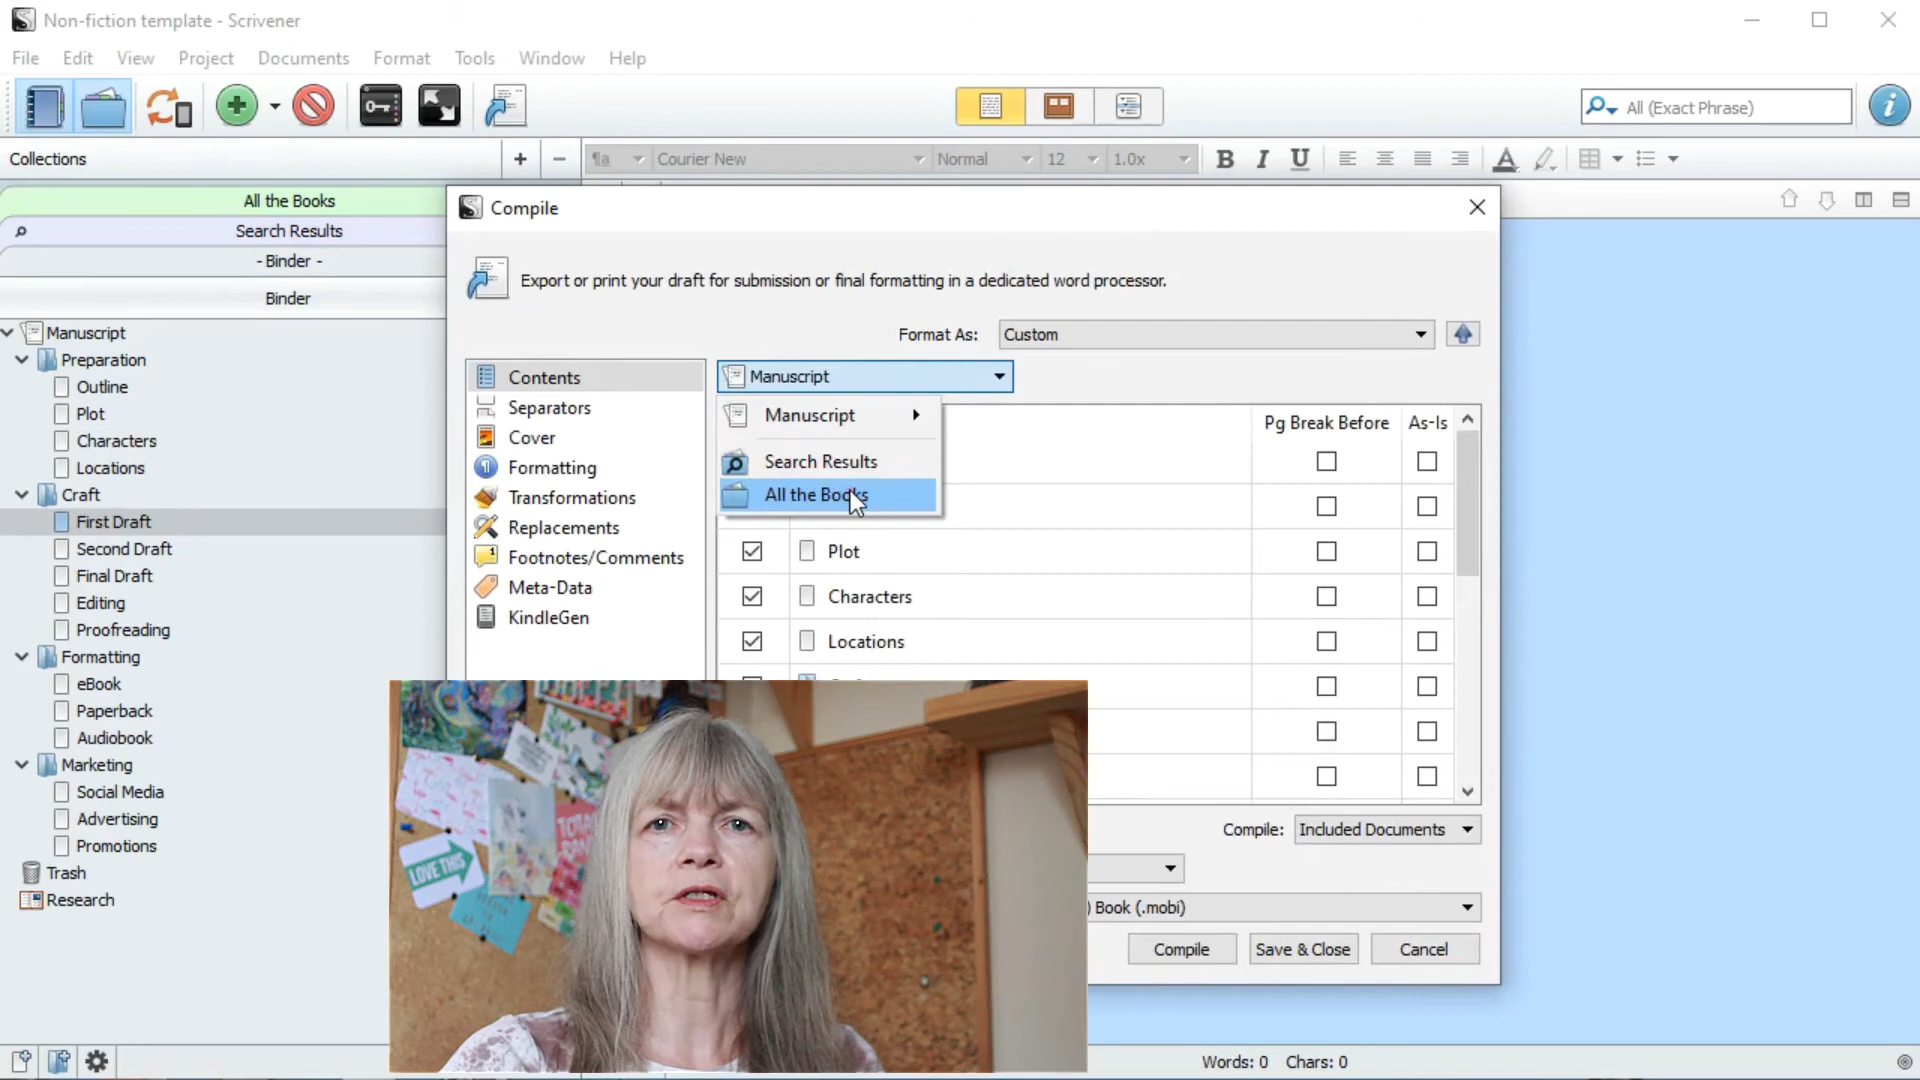 Non-fiction template - Scrivener
File Edit View Project Documents Format Tools Window Help
All (Exact Phrase)
Collections
Courier New Normal 12 1.0x B I U A
All the Books
Search Results
- Binder -
Binder
Manuscript
Preparation
Outline
Plot
Characters
Locations
Craft
First Draft
Second Draft
Final Draft
Editing
Proofreading
Formatting
eBook
Paperback
Audiobook
Marketing
Social Media
Advertising
Promotions
Trash
Research
Compile
Export or print your draft for submission or final formatting in a dedicated word processor.
Format As: Custom
Contents
Separators
Cover
Formatting
Transformations
Replacements
Footnotes/Comments
Meta-Data
KindleGen
Manuscript
Manuscript
Search Results
All the Books
Pg Break Before As-Is
Plot
Characters
Locations
Compile: Included Documents
) Book (.mobi)
Compile Save & Close Cancel
LOVE THIS
Words: 0 Chars: 0